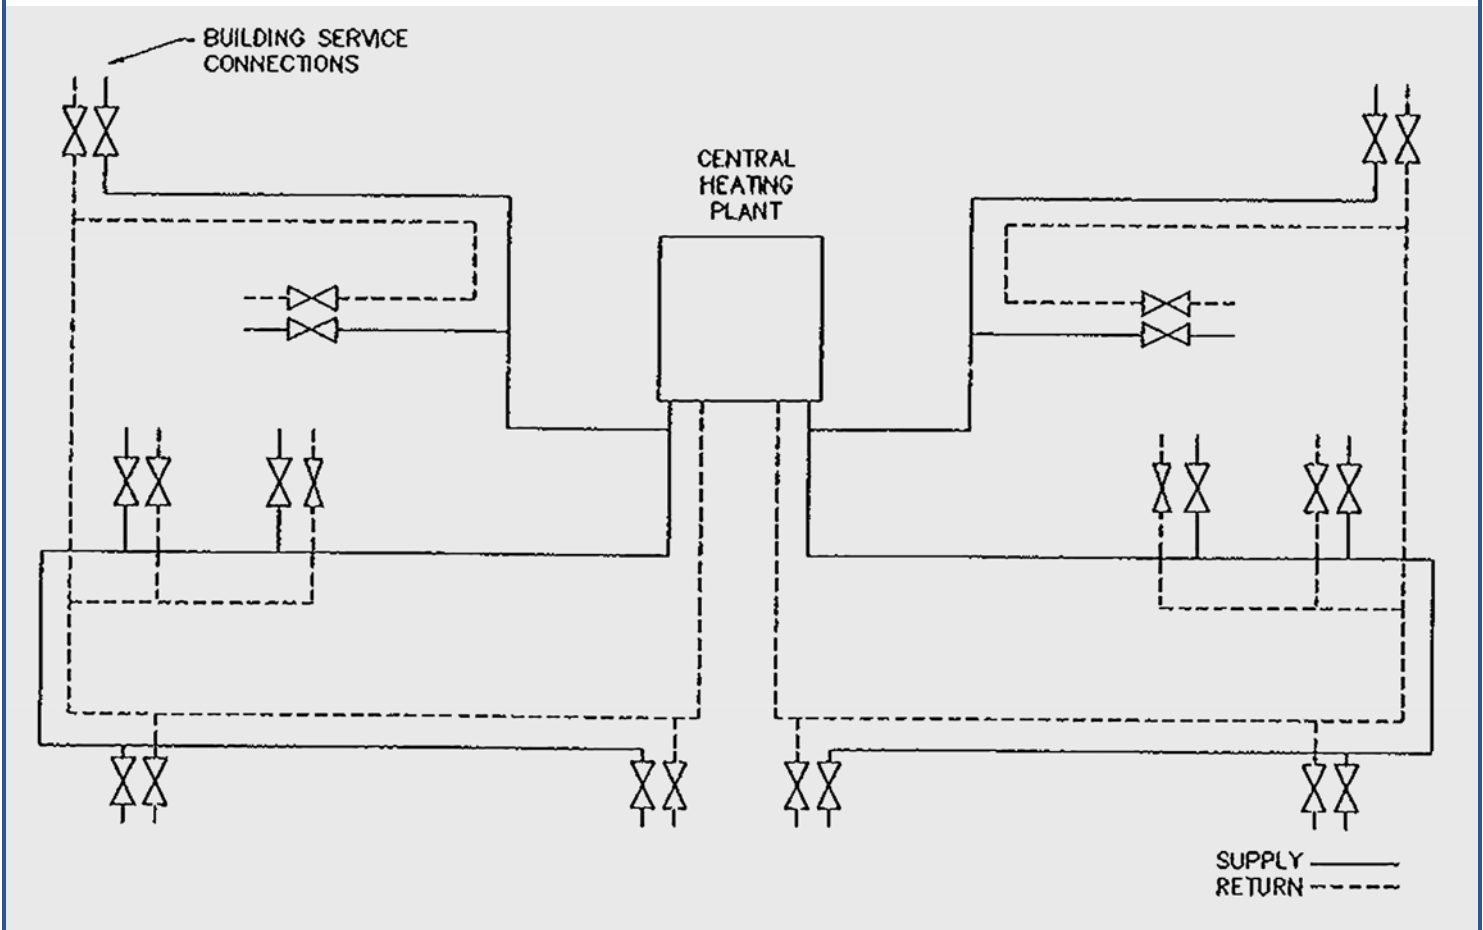 BUILDING SERVICE
CONNECTIONS
CENTRAL
HEATING
PLANT
SUPPLY
RETURN